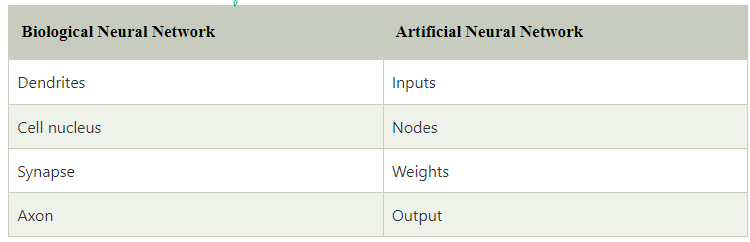 Biological Neural Network Artificial Neural Network
Dendrites Inputs
Cell nucleus Nodes
Synapse Weights
Axon Output